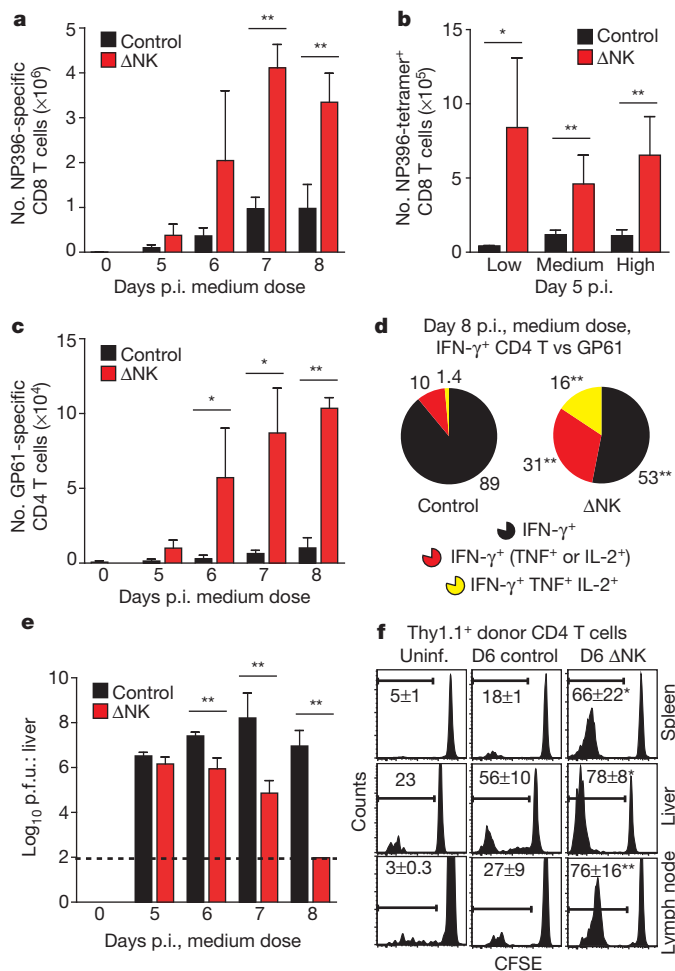 a
Control
ΔNK
**
**
No. NP396-specific
CD8 T cells (×10⁶)
5
4
3
2
1
0
0 5 6 7 8
Days p.i. medium dose
b
Control
ΔNK
*
**
**
No. NP396-tetramer⁺
CD8 T cells (×10⁵)
15
10
5
0
Low Medium High
Day 5 p.i.
c
Control
ΔNK
*
*
**
No. GP61-specific
CD4 T cells (×10⁴)
15
10
5
0
0 5 6 7 8
Days p.i. medium dose
d
Day 8 p.i., medium dose,
IFN-γ⁺ CD4 T vs GP61
10 1.4
89
Control
16**
31**
53**
ΔNK
IFN-γ⁺
IFN-γ⁺ (TNF⁺ or IL-2⁺)
IFN-γ⁺ TNF⁺ IL-2⁺
e
Control
ΔNK
**
**
**
Log₁₀ p.f.u.: liver
10
8
6
4
2
0
0 5 6 7 8
Days p.i., medium dose
f
Thy1.1⁺ donor CD4 T cells
Uninf. D6 control D6 ΔNK
5±1 18±1 66±22*
Spleen
23 56±10 78±8*
Liver
3±0.3 27±9 76±16**
Lymph node
Counts
CFSE